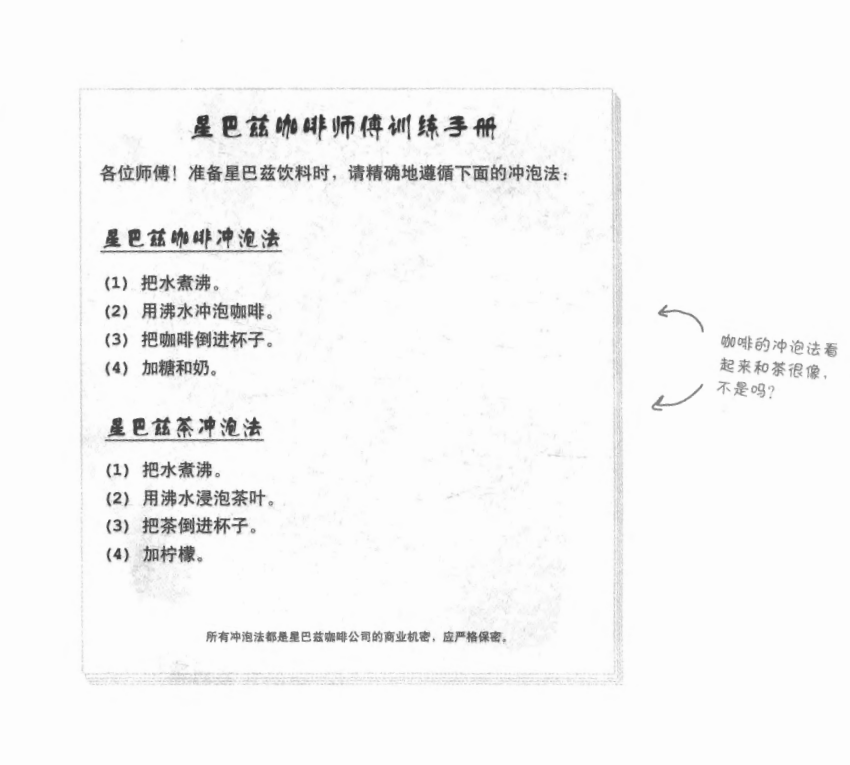 星巴兹咖啡师傅训练手册
各位师傅！准备星巴兹饮料时，请精确地遵循下面的冲泡法：
星巴兹咖啡冲泡法
(1) 把水煮沸。
(2) 用沸水冲泡咖啡。
(3) 把咖啡倒进杯子。
(4) 加糖和奶。
星巴兹茶冲泡法
(1) 把水煮沸。
(2) 用沸水浸泡茶叶。
(3) 把茶倒进杯子。
(4) 加柠檬。
所有冲泡法都是星巴兹咖啡公司的商业机密，应严格保密。
咖啡的冲泡法看
起来和茶很像，
不是吗？